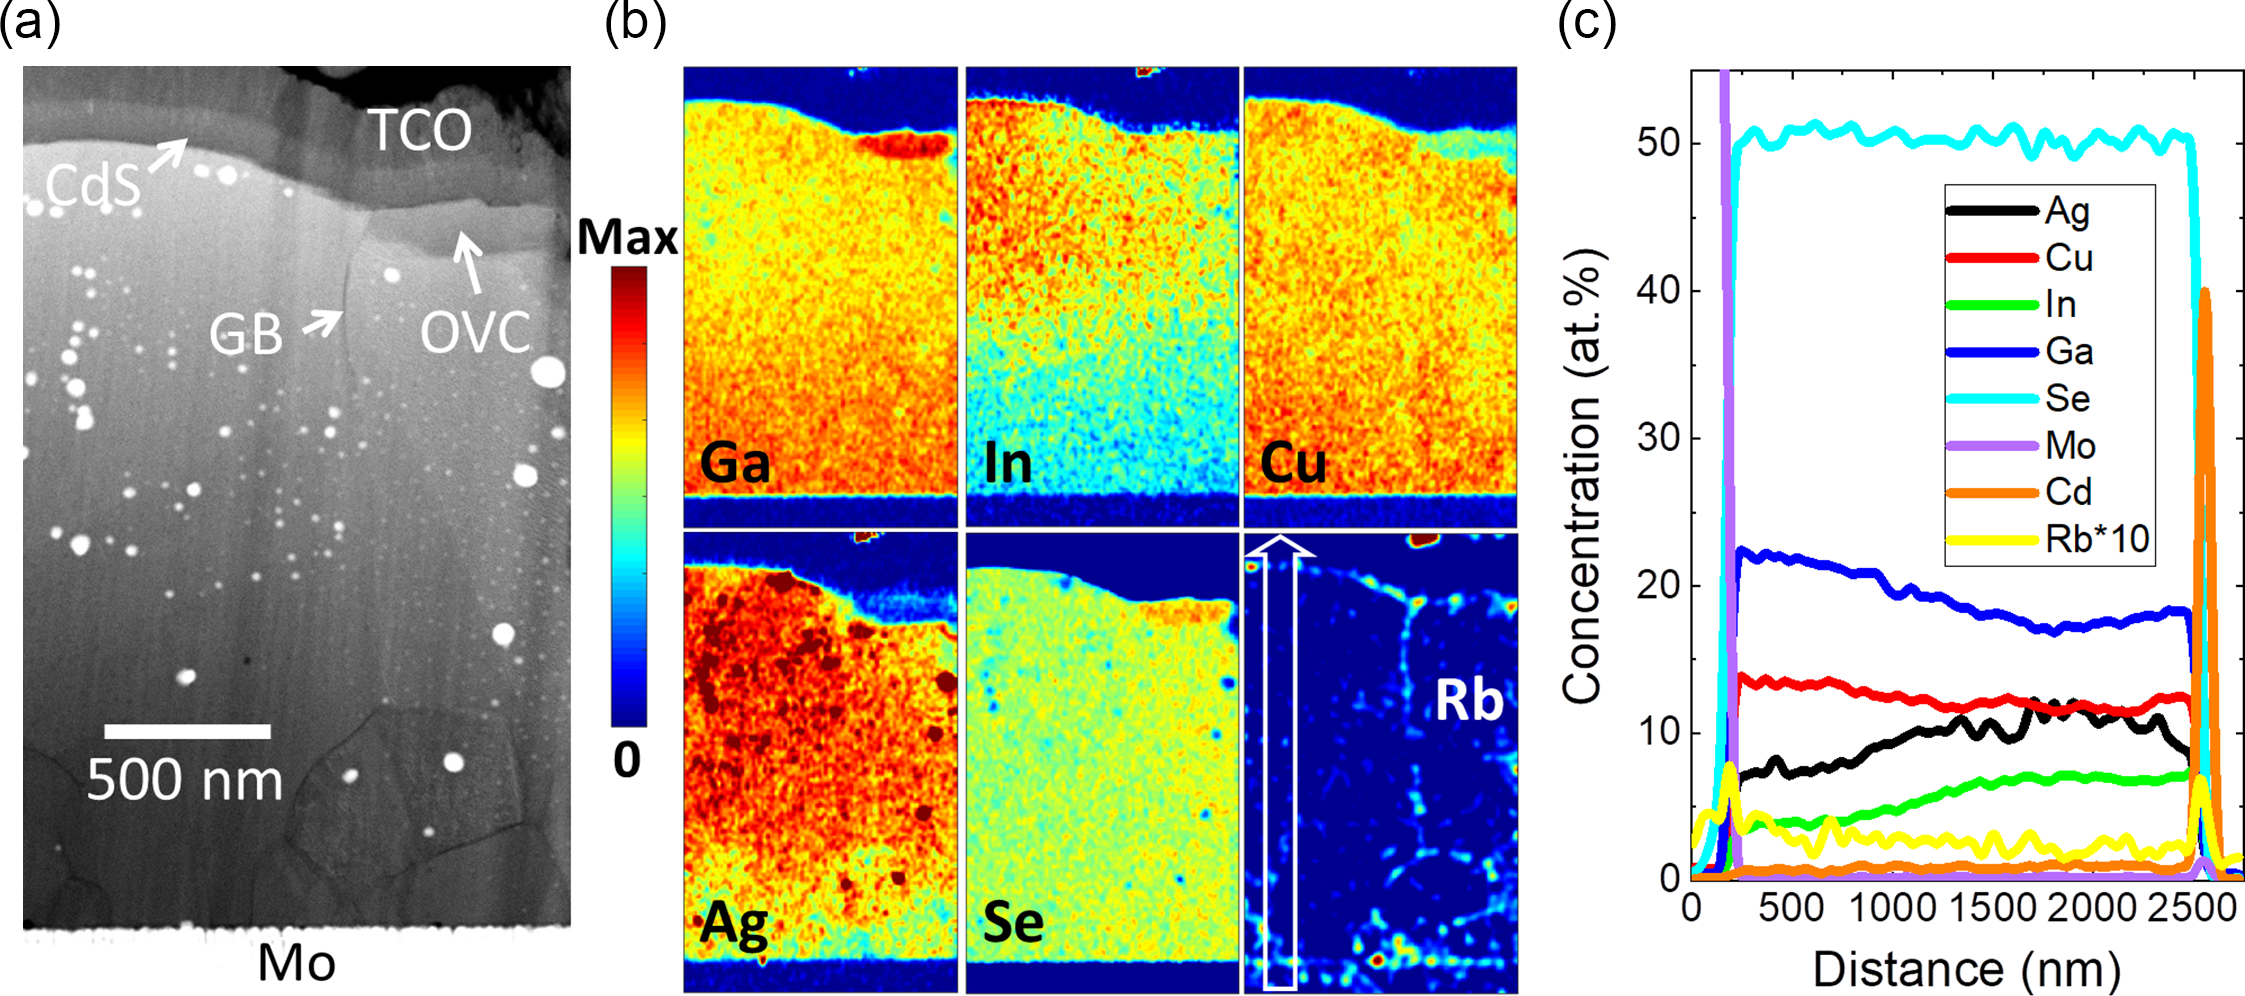 (a)
TCO
CdS
GB
OVC
500 nm
Mo
(b)
Max
0
Ga
In
Cu
Ag
Se
Rb
(c)
Concentration (at.%)
50
40
30
20
10
0
Ag
Cu
In
Ga
Se
Mo
Cd
Rb*10
0 500 1000 1500 2000 2500
Distance (nm)